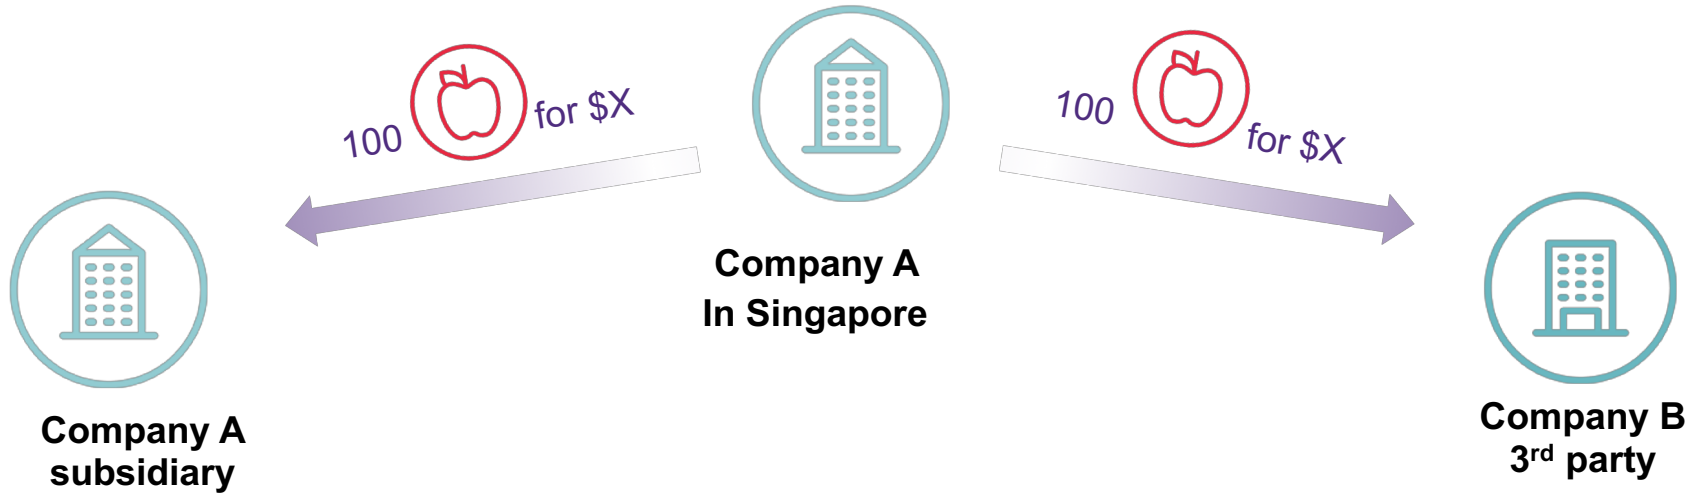 100 for $X
100 for $X
Company A
In Singapore
Company A
subsidiary
Company B
3rd party